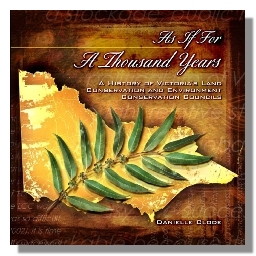 As If For
A Thousand Years
A History of Victoria's Land
Conservation and Environment
Conservation Councils
Danielle Clode